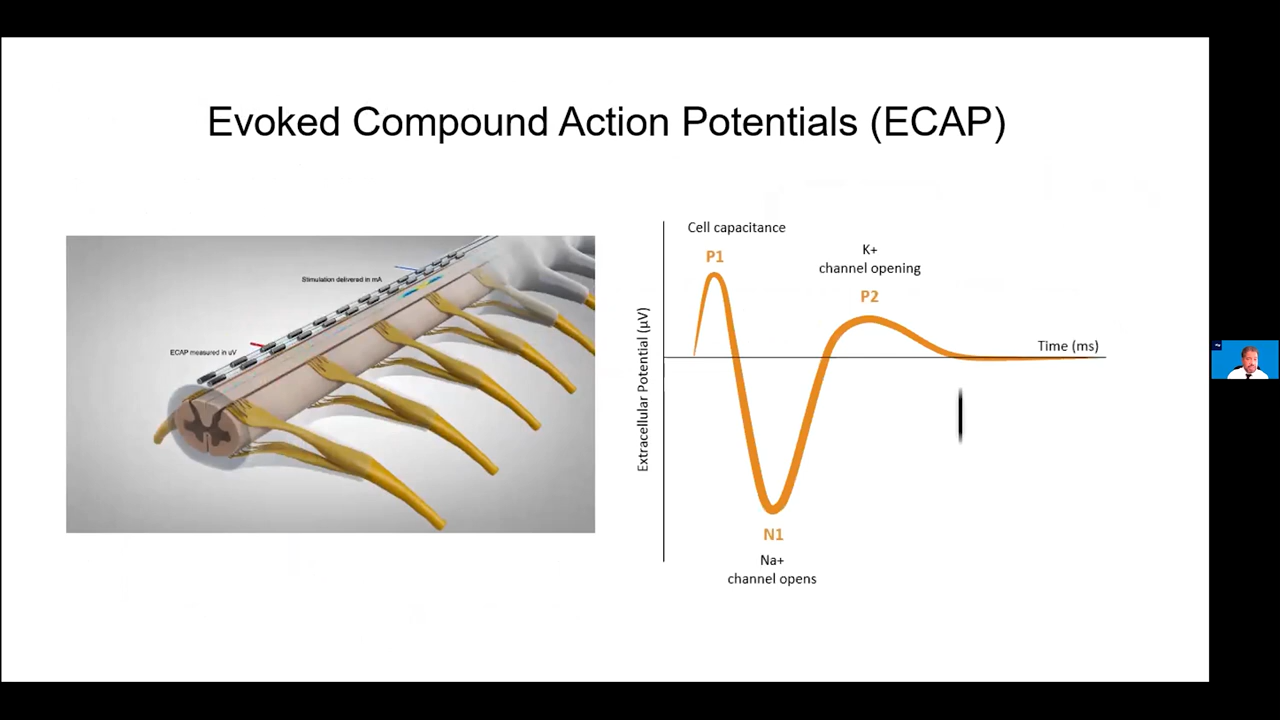 Evoked Compound Action Potentials (ECAP)
Stimulation delivered in mA
ECAP measured in uV
Cell capacitance
P1
K+
channel opening
P2
Extracellular Potential (µV)
Time (ms)
N1
Na+
channel opens